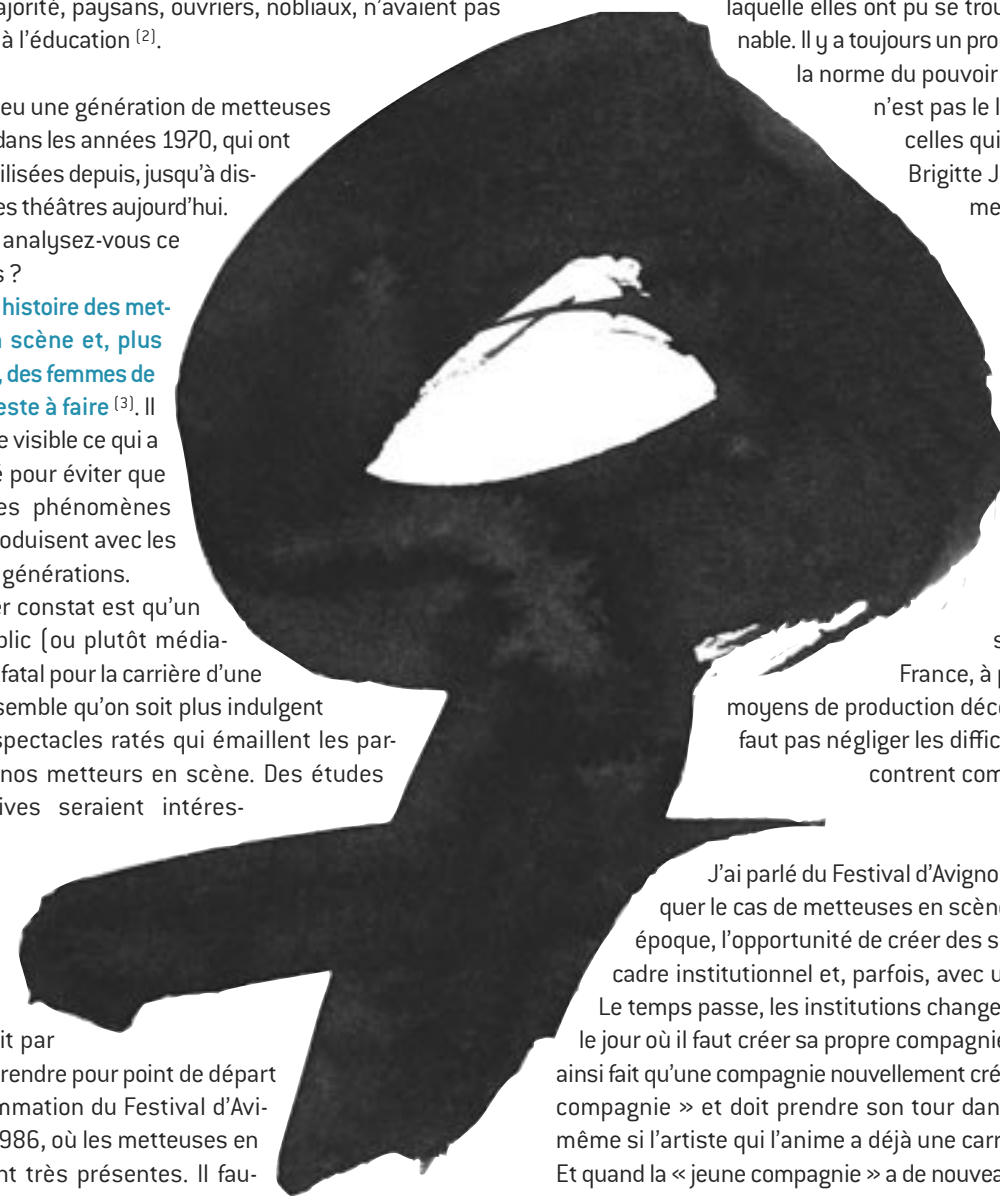 ajorité, paysans, ouvriers, nobliaux, n’avaient pas
à l’éducation (2).
eu une génération de metteuses
dans les années 1970, qui ont
ilisées depuis, jusqu’à dis-
es théâtres aujourd’hui.
analysez-vous ce
s ?
histoire des met-
scène et, plus
, des femmes de
este à faire (3). Il
e visible ce qui a
é pour éviter que
es phénomènes
oduisent avec les
générations.
er constat est qu’un
blic (ou plutôt média-
fatal pour la carrière d’une
semble qu’on soit plus indulgent
spectacles ratés qui émaillent les par-
nos metteurs en scène. Des études
ives seraient intéres-
it par
rendre pour point de départ
mmation du Festival d’Avi-
986, où les metteuses en
nt très présentes. Il fau-
laquelle elles ont pu se trou
nable. Il y a toujours un pro
la norme du pouvoir
n’est pas le l
celles qui
Brigitte J
me
s
France, à p
moyens de production déc
faut pas négliger les diffic
contrent com
J’ai parlé du Festival d’Avigno
quer le cas de metteuses en scèn
époque, l’opportunité de créer des s
cadre institutionnel et, parfois, avec u
Le temps passe, les institutions change
le jour où il faut créer sa propre compagnie
ainsi fait qu’une compagnie nouvellement cré
compagnie » et doit prendre son tour dan
même si l’artiste qui l’anime a déjà une carr
Et quand la « jeune compagnie » a de nouvea